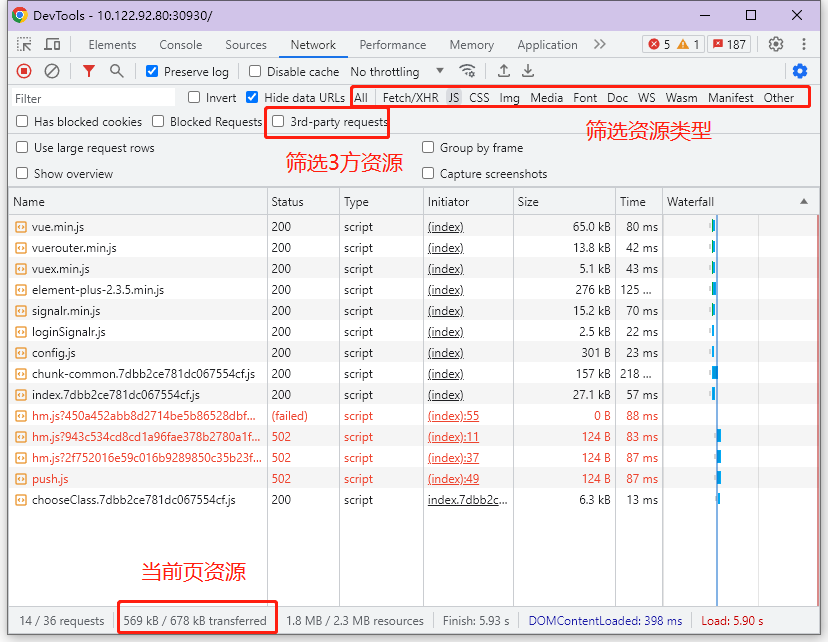 DevTools - 10.122.92.80:30930/
Elements Console Sources Network Performance Memory Application 5 1 187
Preserve log Disable cache No throttling
Filter Invert Hide data URLs All Fetch/XHR JS CSS Img Media Font Doc WS Wasm Manifest Other
Has blocked cookies Blocked Requests 3rd-party requests
筛选资源类型
筛选3方资源
Use large request rows Group by frame
Show overview Capture screenshots
Name Status Type Initiator Size Time Waterfall
vue.min.js 200 script (index) 65.0 kB 80 ms
vuerouter.min.js 200 script (index) 13.8 kB 42 ms
vuex.min.js 200 script (index) 5.1 kB 43 ms
element-plus-2.3.5.min.js 200 script (index) 276 kB 125 ...
signalr.min.js 200 script (index) 15.2 kB 70 ms
loginSignalr.js 200 script (index) 2.5 kB 22 ms
config.js 200 script (index) 301 B 23 ms
chunk-common.7dbb2ce781dc067554cf.js 200 script (index) 157 kB 218 ...
index.7dbb2ce781dc067554cf.js 200 script (index) 27.1 kB 57 ms
hm.js?450a452abb8d2714be5b86528dbf... (failed) script (index):55 0 B 88 ms
hm.js?943c534cd8cd1a96fae378b2780a1f... 502 script (index):11 124 B 83 ms
hm.js?2f752016e59c016b9289850c35b23f... 502 script (index):37 124 B 87 ms
push.js 502 script (index):49 124 B 87 ms
chooseClass.7dbb2ce781dc067554cf.js 200 script index.7dbb2c... 6.3 kB 13 ms
当前页资源
14 / 36 requests 569 kB / 678 kB transferred 1.8 MB / 2.3 MB resources Finish: 5.93 s DOMContentLoaded: 398 ms Load: 5.90 s